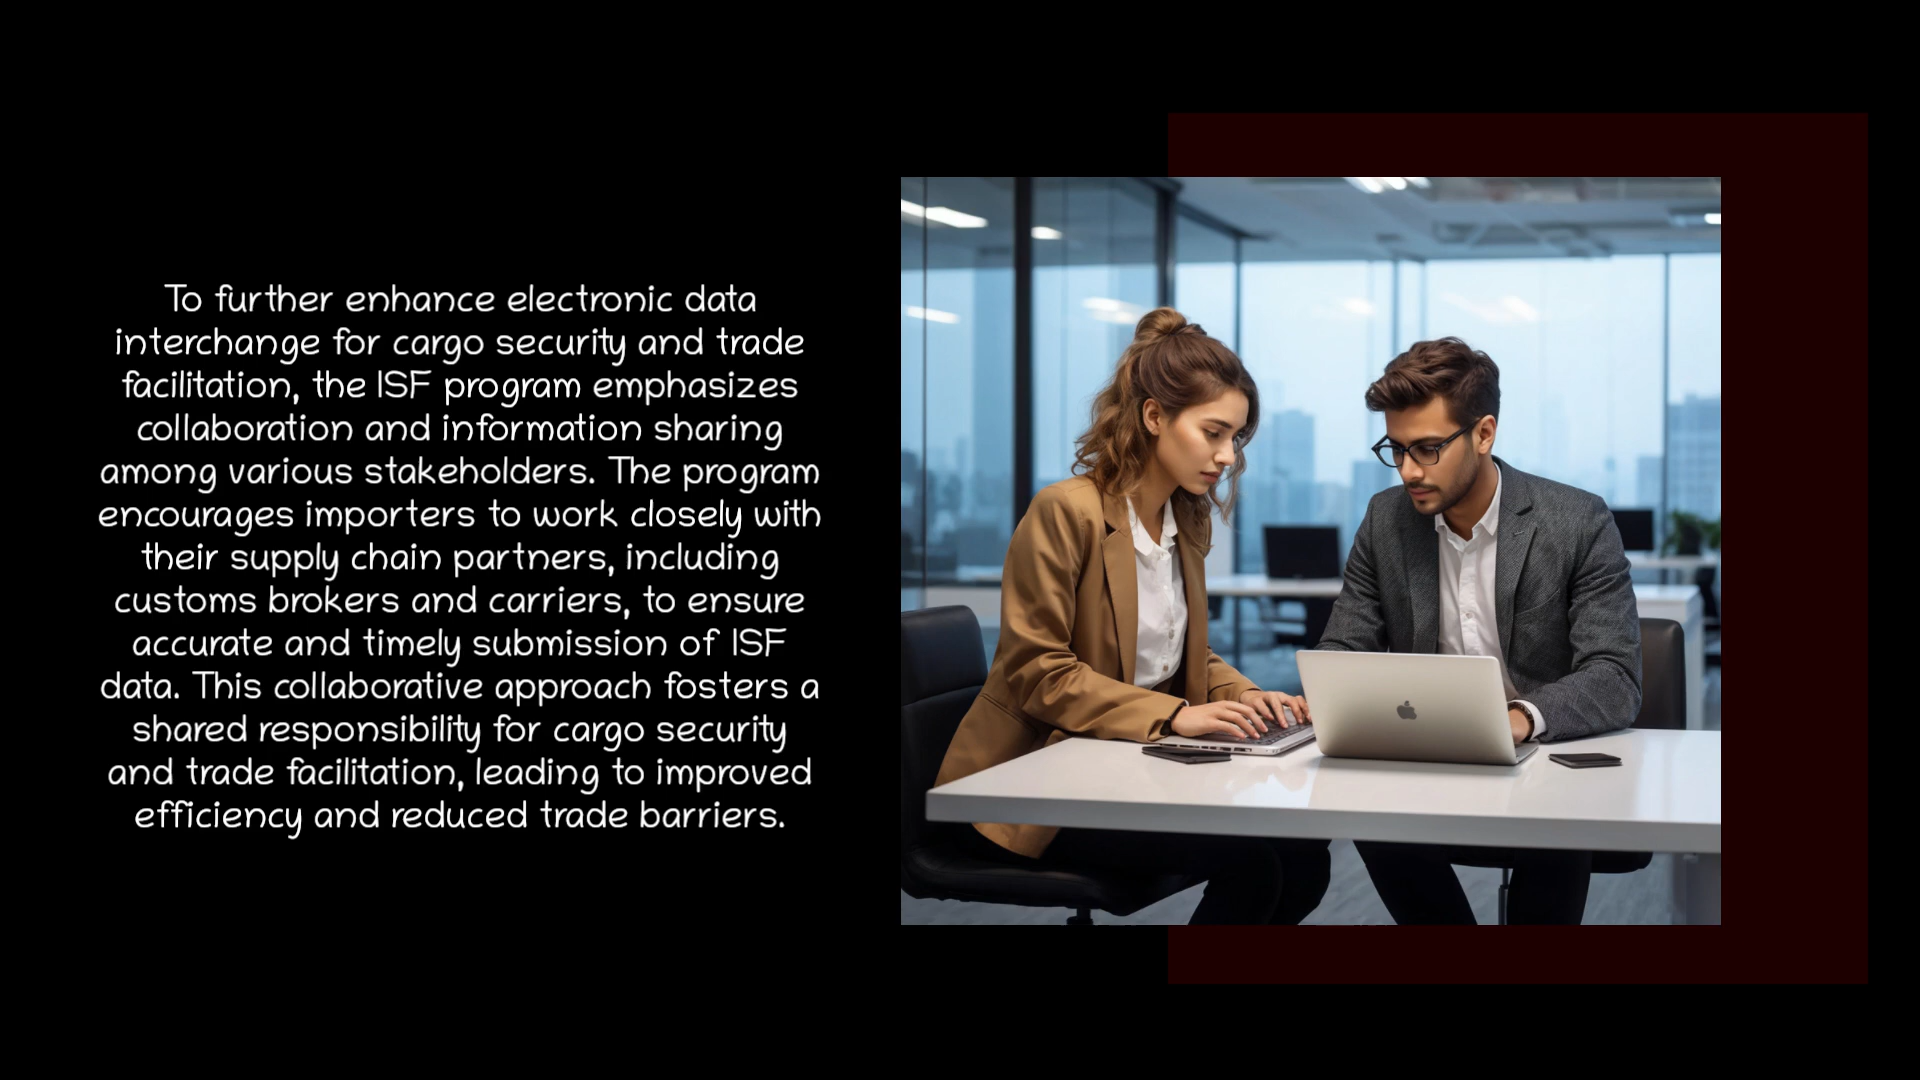 To further enhance electronic data
interchange for cargo security and trade
facilitation, the ISF program emphasizes
collaboration and information sharing
among various stakeholders. The program
encourages importers to work closely with
their supply chain partners, including
customs brokers and carriers, to ensure
accurate and timely submission of ISF
data. This collaborative approach fosters a
shared responsibility for cargo security
and trade facilitation, leading to improved
efficiency and reduced trade barriers.